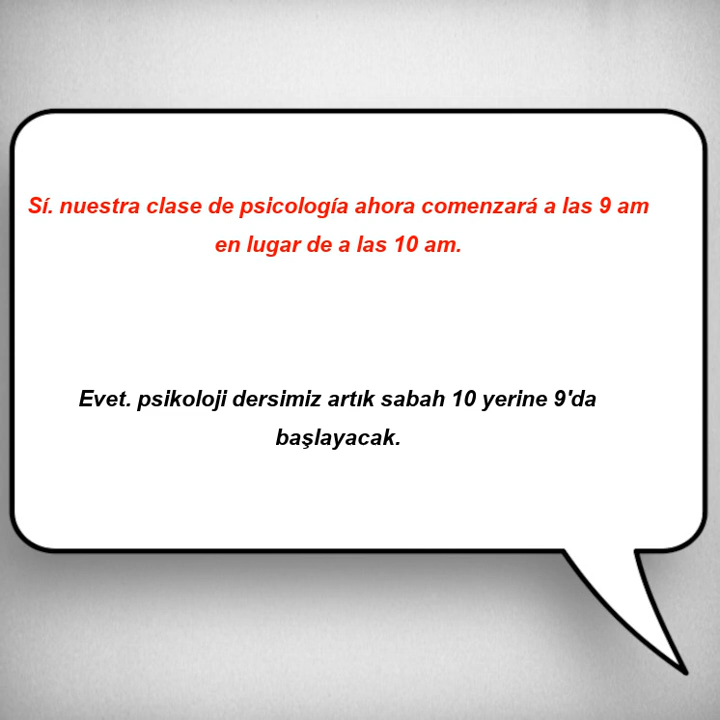 Sí. nuestra clase de psicología ahora comenzará a las 9 am
en lugar de a las 10 am.
Evet. psikoloji dersimiz artık sabah 10 yerine 9'da
başlayacak.